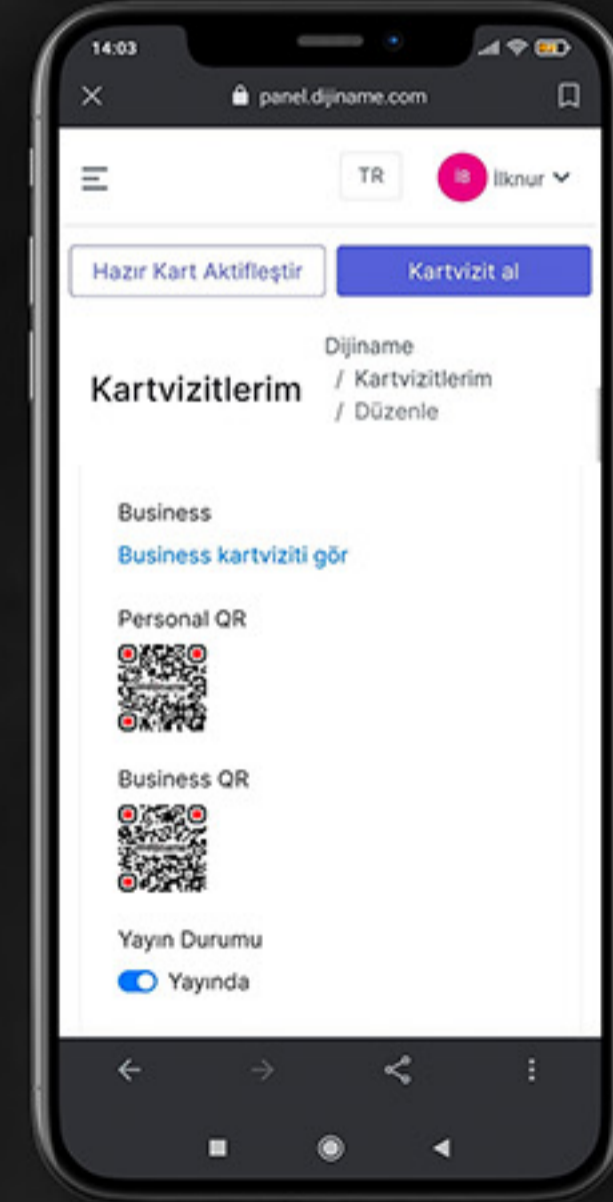 14:03
panel.dijiname.com
TR
İB
İlknur
Hazır Kart Aktifleştir
Kartvizit al
Kartvizitlerim
Dijiname
/ Kartvizitlerim
/ Düzenle
Business
Business kartviziti gör
Personal QR
Business QR
Yayın Durumu
Yayında